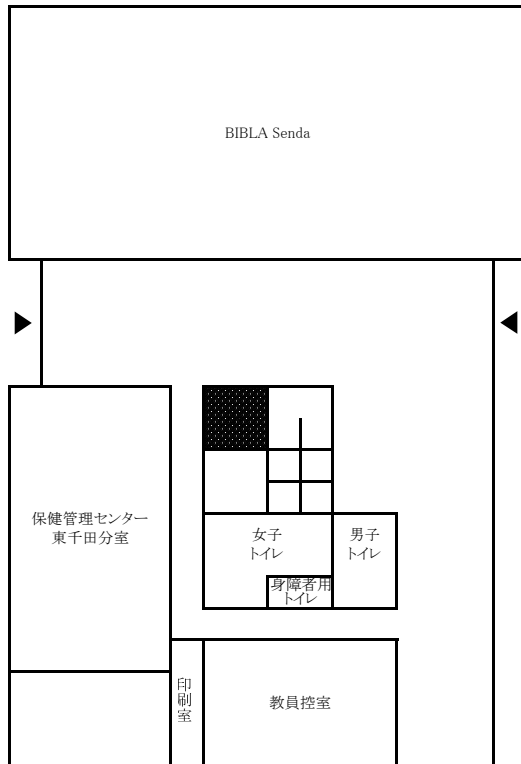 BIBLA Senda
保健管理センター
東千田分室
女子
トイレ
男子
トイレ
身障者用
トイレ
印刷室
教員控室